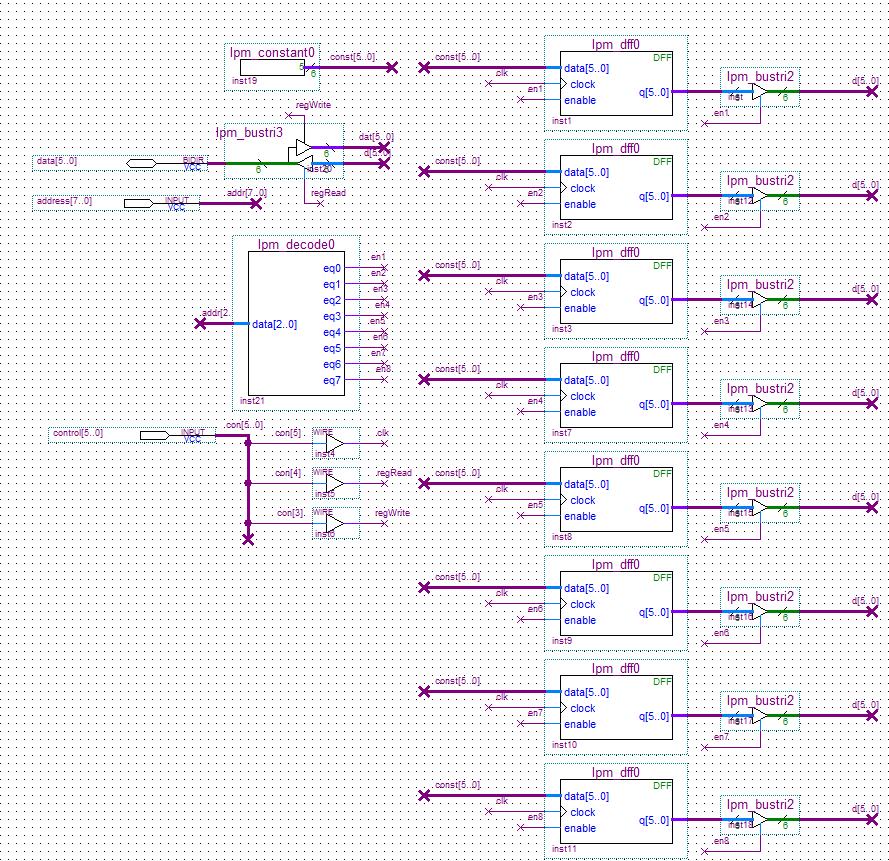 lpm_constant0
const[5..0]
5
6
inst19
regWrite
lpm_bustri3
dat[5..0]
6
data[5..0]
BIDIR
VCC
6
6
inst20
address[7..0]
INPUT
VCC
addr[7..0]
regRead
lpm_decode0
addr[2.
data[2..0]
eq0
eq1
eq2
eq3
eq4
eq5
eq6
eq7
en1
en2
en3
en4
en5
en6
en7
en8
inst21
control[5..0]
INPUT
VCC
con[5..0]
con[5]
WIRE
inst4
clk
con[4]
WIRE
inst5
regRead
con[3]
WIRE
inst6
regWrite
lpm_dff0
DFF
const[5..0]
data[5..0]
clk
clock
en1
enable
q[5..0]
inst1
lpm_bustri2
6
inst
6
d[5..0]
en1
lpm_dff0
DFF
const[5..0]
data[5..0]
clk
clock
en2
enable
q[5..0]
inst2
lpm_bustri2
inst12
6
d[5..0]
en2
lpm_dff0
DFF
const[5..0]
data[5..0]
clk
clock
en3
enable
q[5..0]
inst3
lpm_bustri2
inst14
6
d[5..0]
en3
lpm_dff0
DFF
const[5..0]
data[5..0]
clk
clock
en4
enable
q[5..0]
inst7
lpm_bustri2
inst13
6
d[5..0]
en4
lpm_dff0
DFF
const[5..0]
data[5..0]
clk
clock
en5
enable
q[5..0]
inst8
lpm_bustri2
inst15
6
d[5..0]
en5
lpm_dff0
DFF
const[5..0]
data[5..0]
clk
clock
en6
enable
q[5..0]
inst9
lpm_bustri2
inst16
6
d[5..0]
en6
lpm_dff0
DFF
const[5..0]
data[5..0]
clk
clock
en7
enable
q[5..0]
inst10
lpm_bustri2
inst17
6
d[5..0]
en7
lpm_dff0
DFF
const[5..0]
data[5..0]
clk
clock
en8
enable
q[5..0]
inst11
lpm_bustri2
inst18
6
d[5..0]
en8